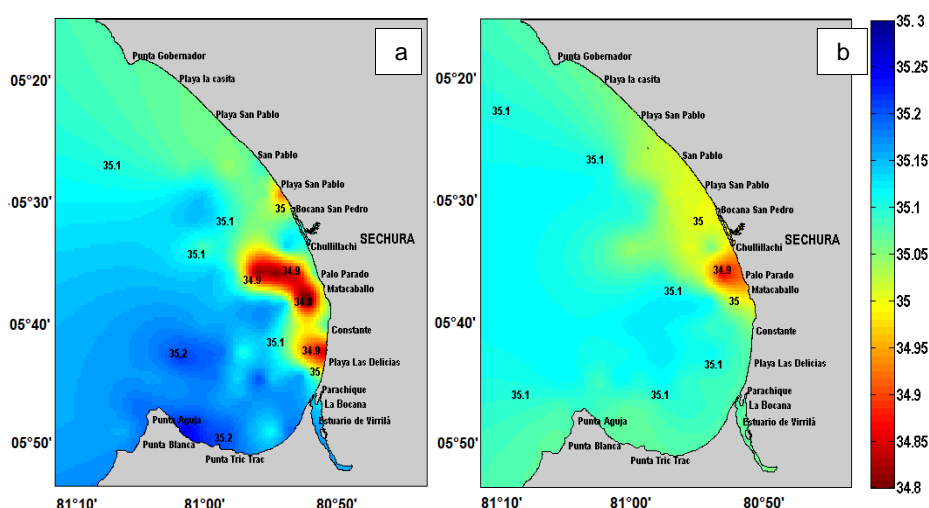 a
Punta Gobernador
Playa la casita
Playa San Pablo
San Pablo
35.1
Playa San Pablo
35
Bocana San Pedro
35.1
Chullillachi
SECHURA
35.1
34.9
34.9
Palo Parado
Matacaballo
34.8
Constante
35.1
34.9
35.2
Playa Las Delicias
35
Parachique
La Bocana
Punta Aguja
Estuario de Virrilá
35.2
Punta Blanca
Punta Tric Trac
05°20'
05°30'
05°40'
05°50'
81°10'
81°00'
80°50'
b
Punta Gobernador
Playa la casita
35.1
Playa San Pablo
San Pablo
35.1
Playa San Pablo
Bocana San Pedro
35
Chullillachi
SECHURA
34.9
Palo Parado
35.1
Matacaballo
35
Constante
Playa Las Delicias
35.1
Parachique
35.1
35.1
La Bocana
Punta Aguja
Estuario de Virrilá
Punta Blanca
Punta Tric Trac
05°20'
05°30'
05°40'
05°50'
81°10'
81°00'
80°50'
35.3
35.25
35.2
35.15
35.1
35.05
35
34.95
34.9
34.85
34.8